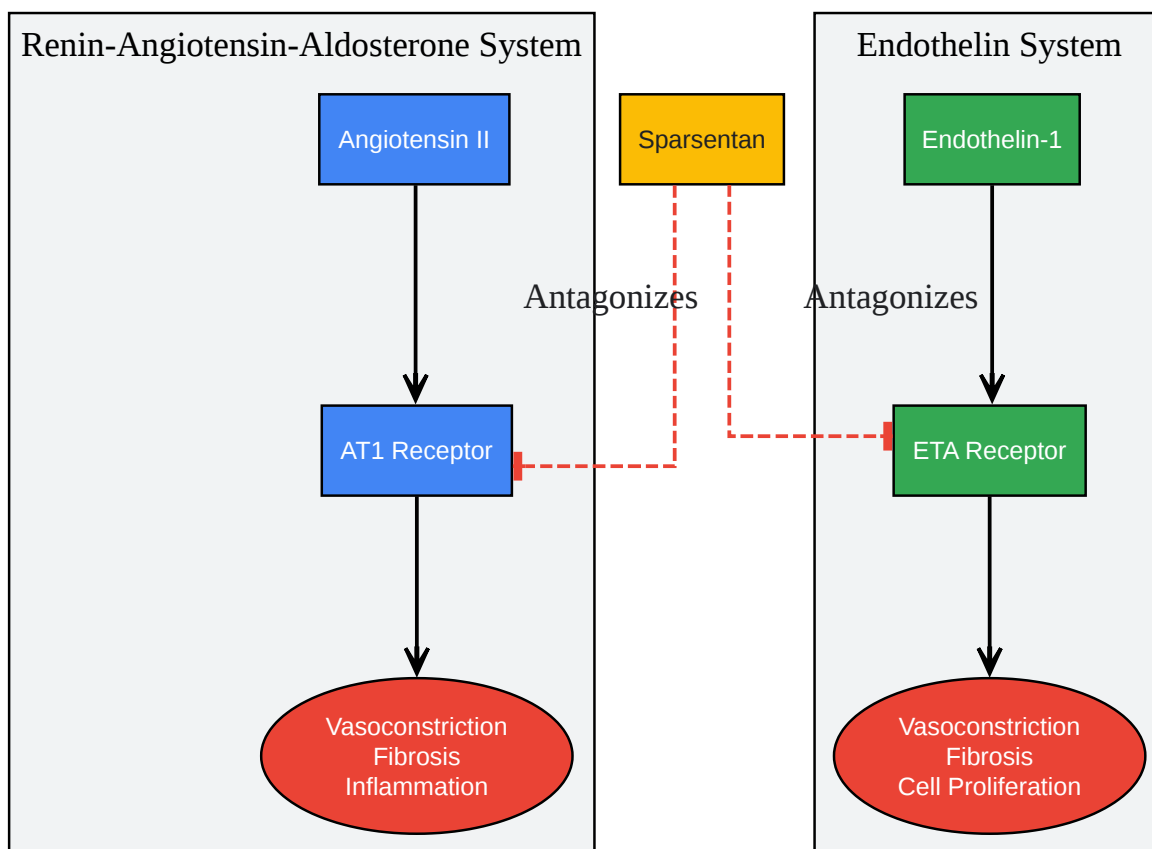 Renin-Angiotensin-Aldosterone System
Endothelin System
Angiotensin II
Sparsentan
Endothelin-1
Antagonizes
Antagonizes
AT1 Receptor
ETA Receptor
Vasoconstriction
Fibrosis
Inflammation
Vasoconstriction
Fibrosis
Cell Proliferation